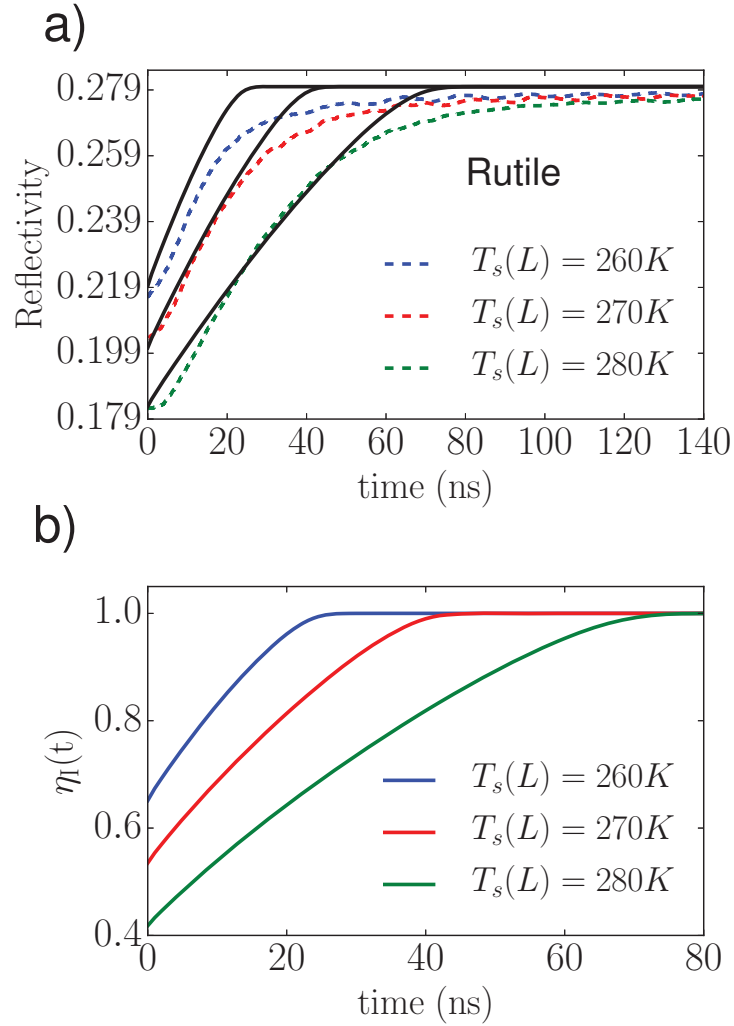 a)
Reflectivity
0.279
0.259
0.239
0.219
0.199
0.179
Rutile
T_s(L) = 260K
T_s(L) = 270K
T_s(L) = 280K
0 20 40 60 80 100 120 140
time (ns)
b)
η_I(t)
1.0
0.8
0.6
0.4
T_s(L) = 260K
T_s(L) = 270K
T_s(L) = 280K
0 20 40 60 80
time (ns)